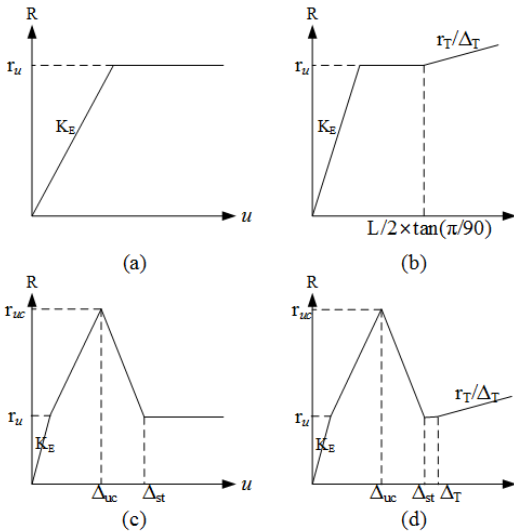 R
r_u
K_E
u
(a)
R
r_T/Δ_T
r_u
K_E
L/2×tan(π/90)
(b)
R
r_uc
r_u
K_E
Δ_uc Δ_st u
(c)
R
r_uc
r_T/Δ_T
r_u
K_E
Δ_uc Δ_st Δ_T
(d)